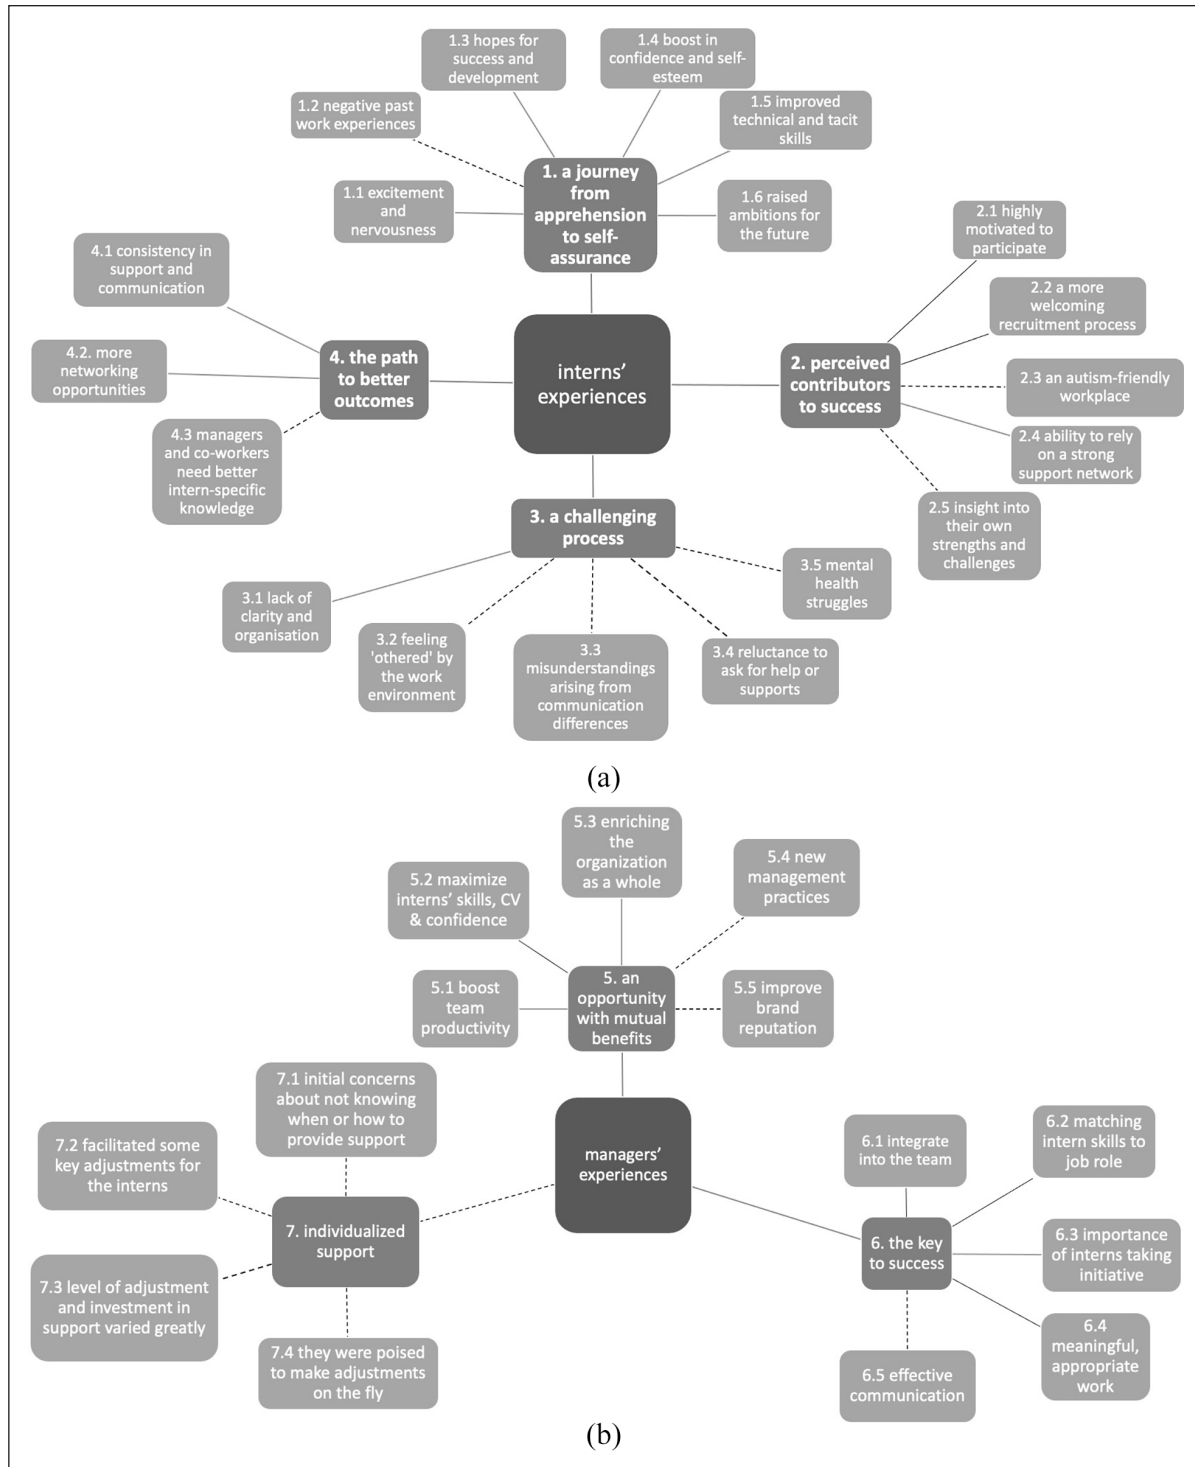 1.3 hopes for
success and
development
1.4 boost in
confidence and self-
esteem
1.2 negative past
work experiences
1.5 improved
technical and tacit
skills
1. a journey
from
apprehension
to self-
assurance
1.1 excitement
and
nervousness
1.6 raised
ambitions for
the future
2.1 highly
motivated to
participate
4.1 consistency in
support and
communication
2.2 a more
welcoming
recruitment process
4.2. more
networking
opportunities
4. the path
to better
outcomes
interns’
experiences
2. perceived
contributors
to success
2.3 an autism-friendly
workplace
4.3 managers
and co-workers
need better
intern-specific
knowledge
2.4 ability to rely
on a strong
support network
2.5 insight into
their own
strengths and
challenges
3. a challenging
process
3.5 mental
health
struggles
3.1 lack of
clarity and
organisation
3.2 feeling
'othered' by
the work
environment
3.3
misunderstandings
arising from
communication
differences
3.4 reluctance to
ask for help or
supports
(a)
5.3 enriching
the
organization
as a whole
5.2 maximize
interns’ skills, CV
& confidence
5.4 new
management
practices
5.1 boost
team
productivity
5. an
opportunity
with mutual
benefits
5.5 improve
brand
reputation
7.1 initial concerns
about not knowing
when or how to
provide support
7.2 facilitated some
key adjustments for
the interns
managers’
experiences
6.1 integrate
into the team
6.2 matching
intern skills to
job role
7. individualized
support
6. the key
to success
6.3 importance
of interns taking
initiative
7.3 level of adjustment
and investment in
support varied greatly
7.4 they were poised
to make adjustments
on the fly
6.4
meaningful,
appropriate
work
6.5 effective
communication
(b)